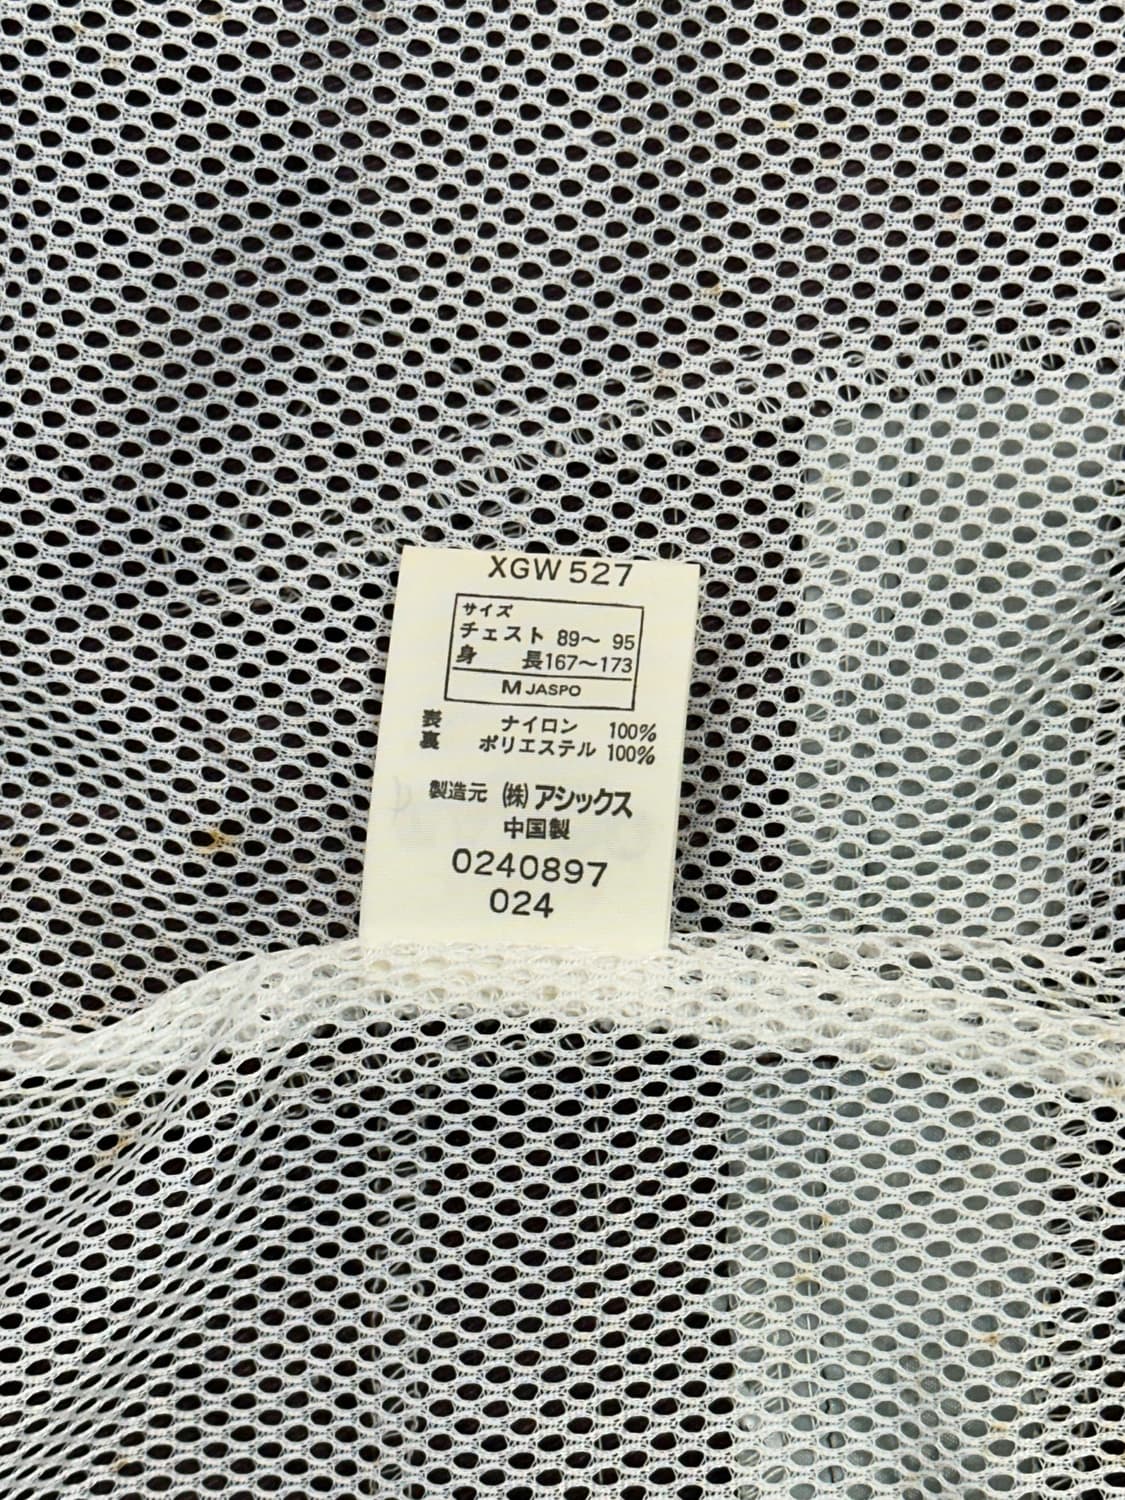 XGW 527
サイズ
チェスト 89〜 95
身 長167〜173
M JASPO
表 ナイロン 100%
裏 ポリエステル 100%
製造元 (株) アシックス
中国製
0240897
024